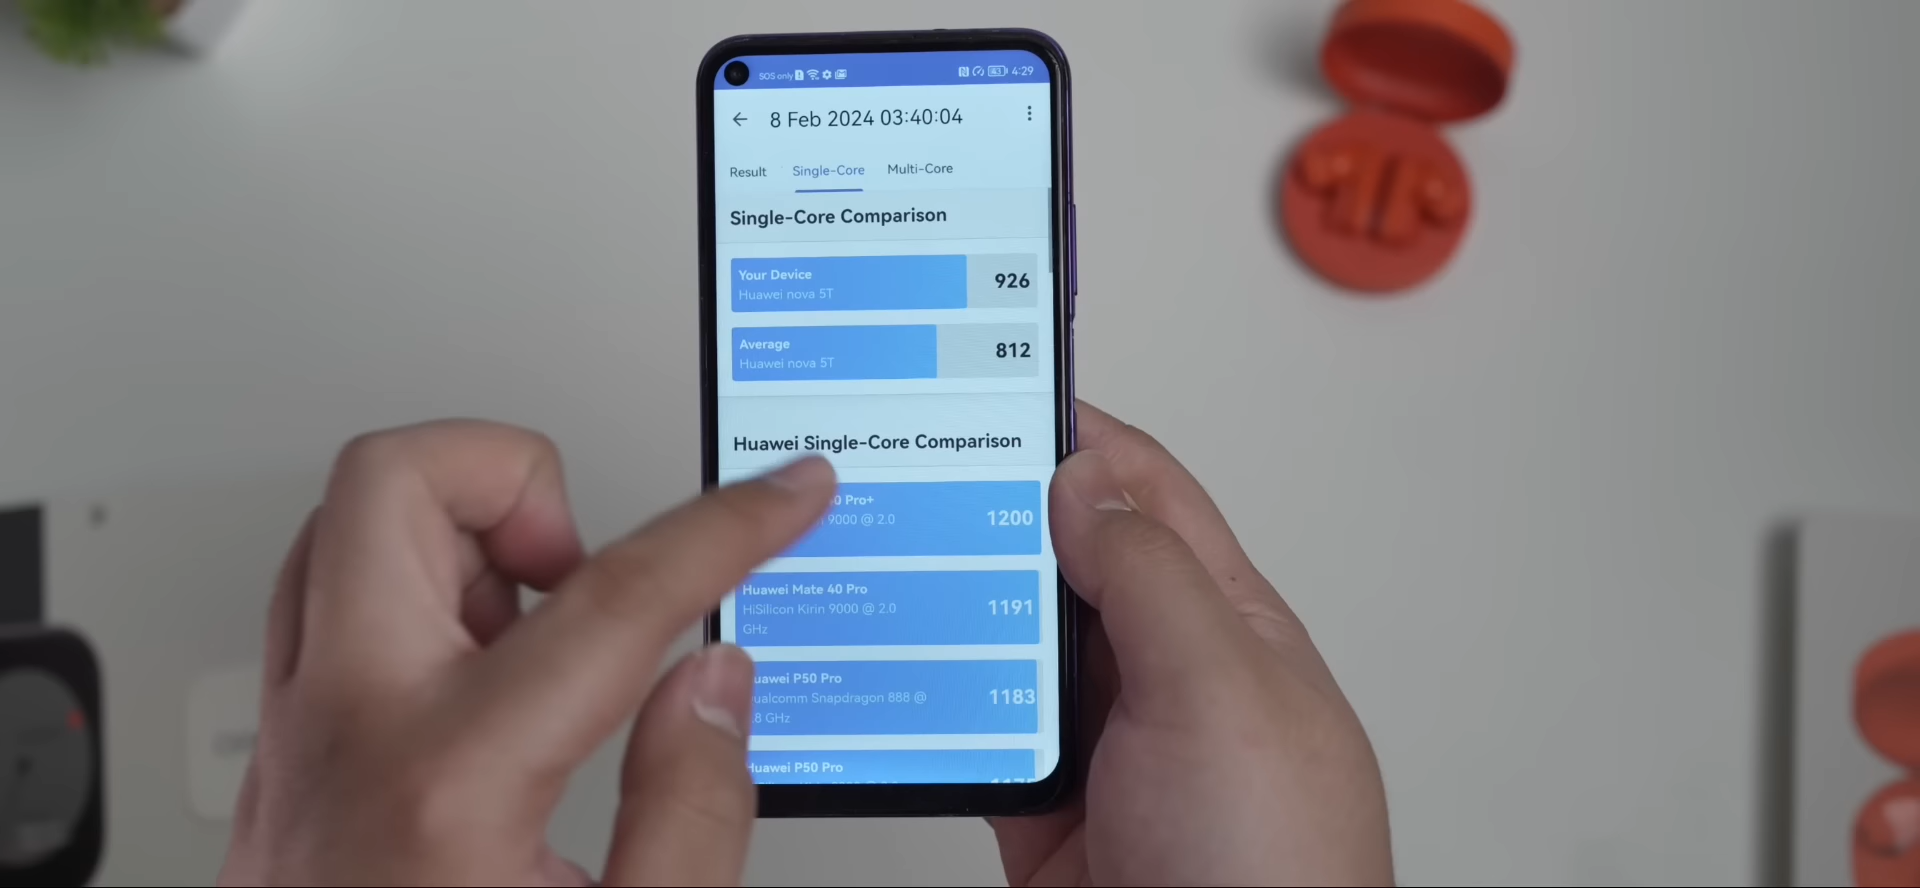 SOS only 4:29
8 Feb 2024 03:40:04
Result Single-Core Multi-Core
Single-Core Comparison
Your Device
Huawei nova 5T
926
Average
Huawei nova 5T
812
Huawei Single-Core Comparison
0 Pro+
9000 @ 2.0
1200
Huawei Mate 40 Pro
HiSilicon Kirin 9000 @ 2.0
GHz
1191
uawei P50 Pro
ualcomm Snapdragon 888 @
.8 GHz
1183
Huawei P50 Pro